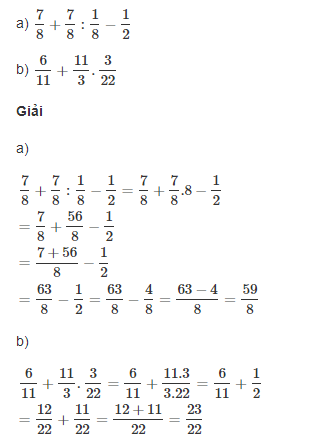 a) 7/8 + 7/8 : 1/8 − 1/2
b) 6/11 + 11/3 . 3/22
Giải
a)
7/8 + 7/8 : 1/8 − 1/2 = 7/8 + 7/8 .8 − 1/2
= 7/8 + 56/8 − 1/2
= (7 + 56)/8 − 1/2
= 63/8 − 1/2 = 63/8 − 4/8 = (63 − 4)/8 = 59/8
b)
6/11 + 11/3 . 3/22 = 6/11 + 11.3/3.22 = 6/11 + 1/2
= 12/22 + 11/22 = (12 + 11)/22 = 23/22